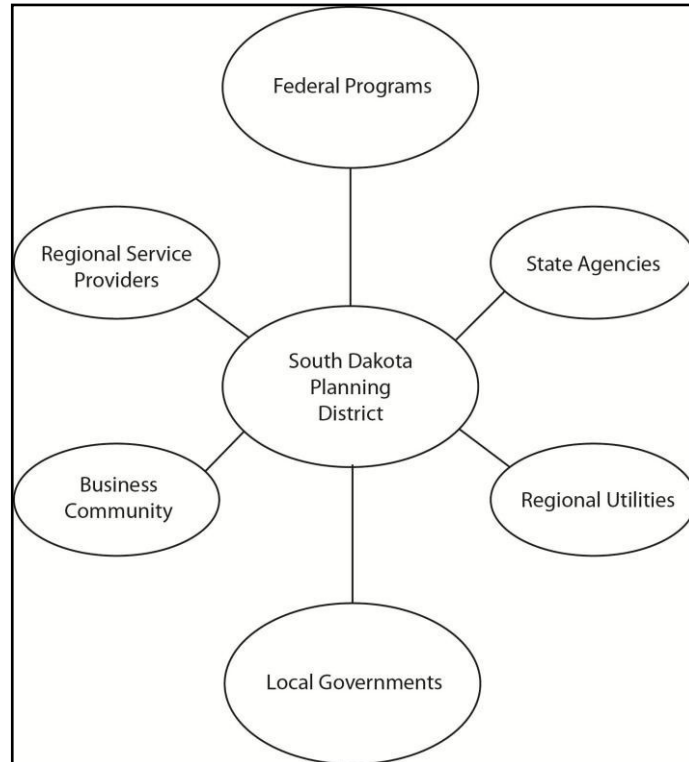 Federal Programs
Regional Service
Providers
State Agencies
South Dakota
Planning
District
Business
Community
Regional Utilities
Local Governments